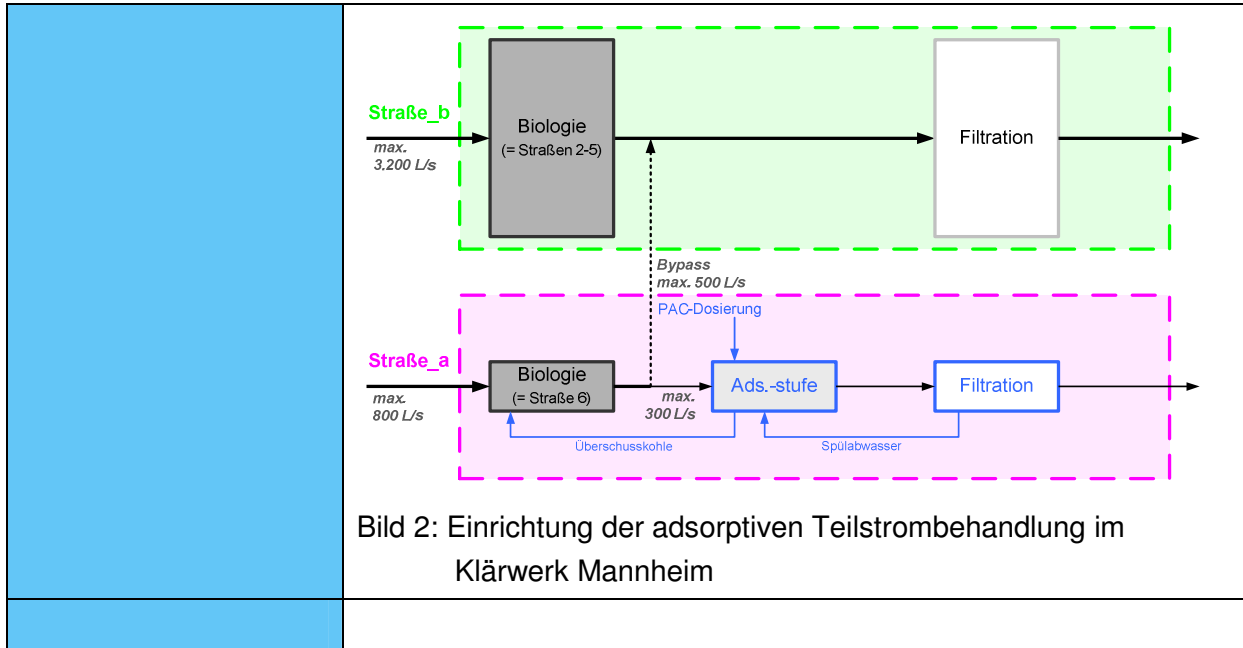 Straße_b
max.
3.200 L/s
Biologie
(= Straßen 2-5)
Filtration
Bypass
max. 500 L/s
PAC-Dosierung
Straße_a
max.
800 L/s
Biologie
(= Straße 6)
max.
300 L/s
Ads.-stufe
Filtration
Überschusskohle
Spülabwasser
Bild 2: Einrichtung der adsorptiven Teilstrombehandlung im
Klärwerk Mannheim